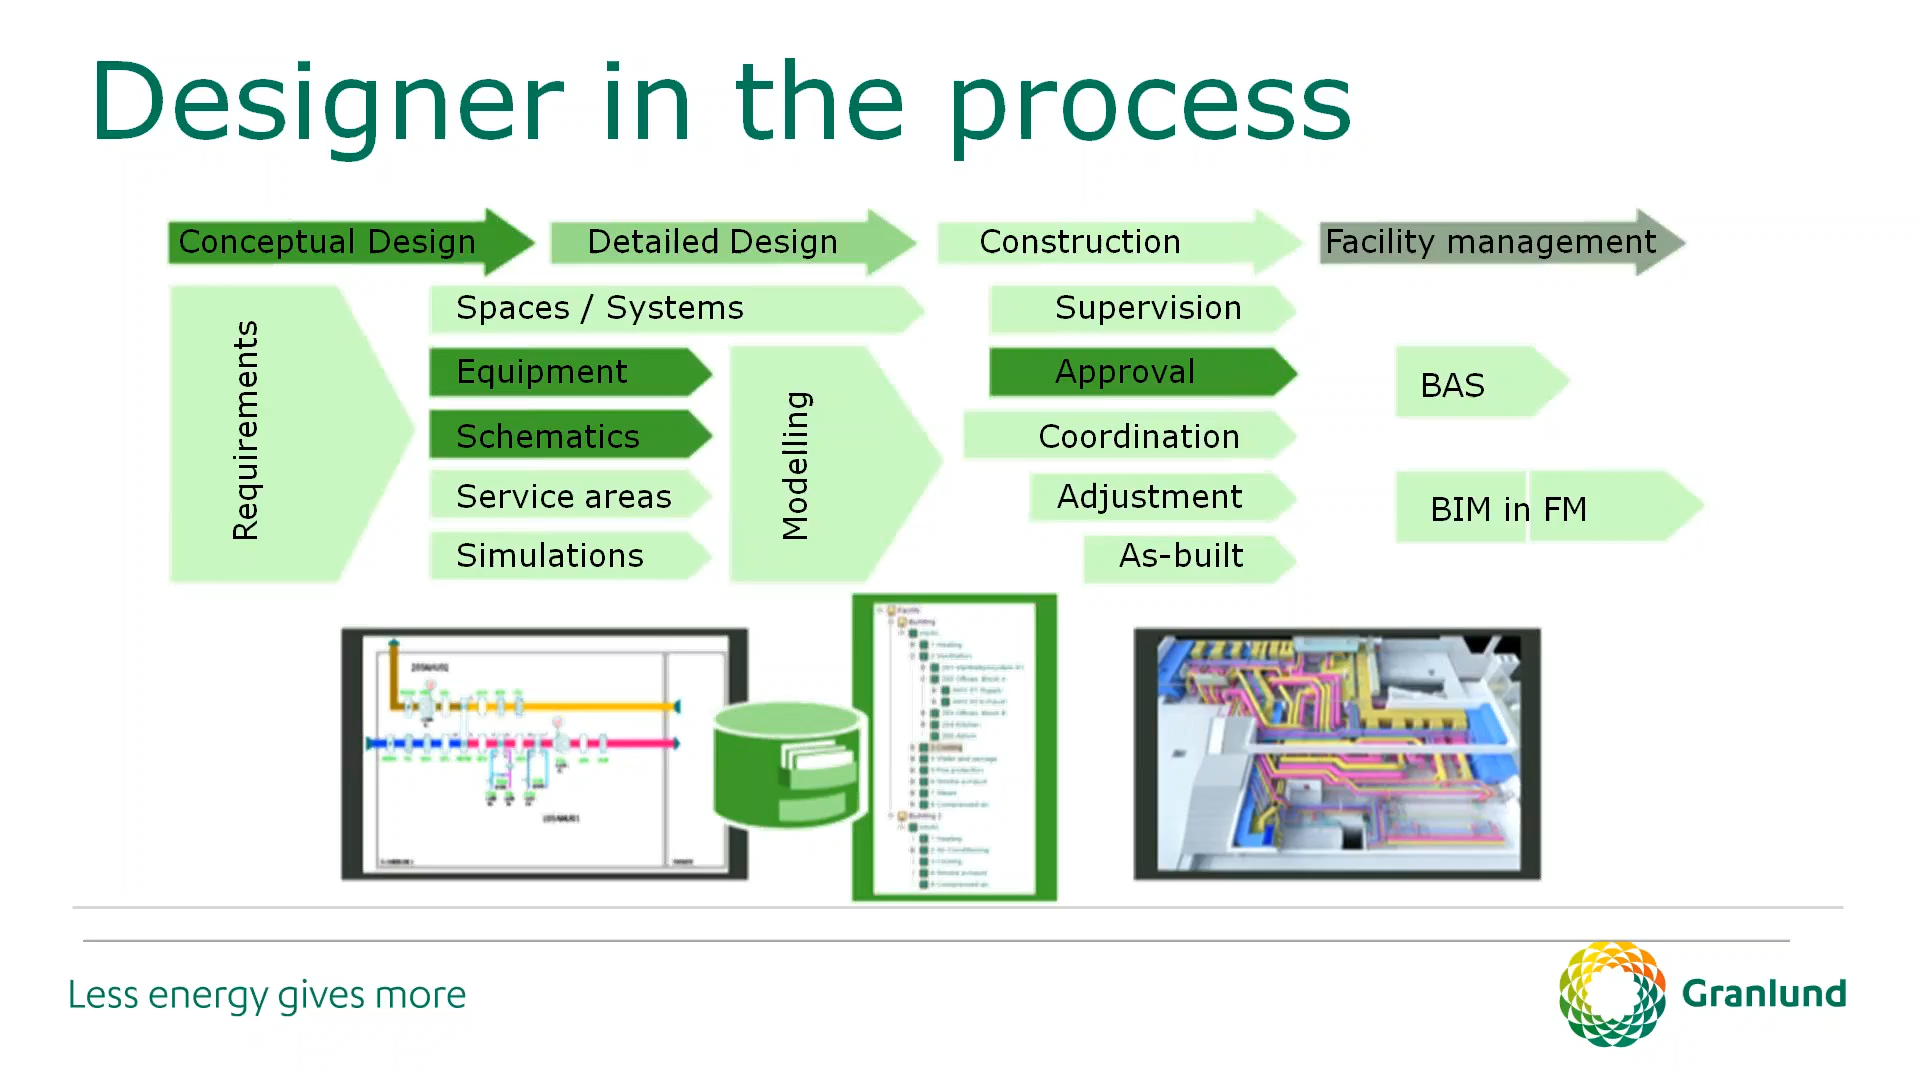 Designer in the process
Conceptual Design
Detailed Design
Construction
Facility management
Requirements
Spaces / Systems
Equipment
Schematics
Service areas
Simulations
Modelling
Supervision
Approval
Coordination
Adjustment
As-built
BAS
BIM in FM
Building
Less energy gives more
Granlund